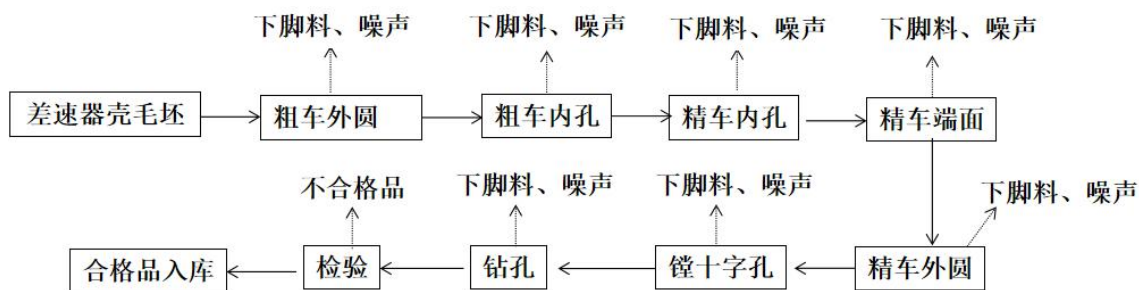 下脚料、噪声
下脚料、噪声
下脚料、噪声
下脚料、噪声
差速器壳毛坯
粗车外圆
粗车内孔
精车内孔
精车端面
不合格品
下脚料、噪声
下脚料、噪声
下脚料、噪声
合格品入库
检验
钻孔
镗十字孔
精车外圆